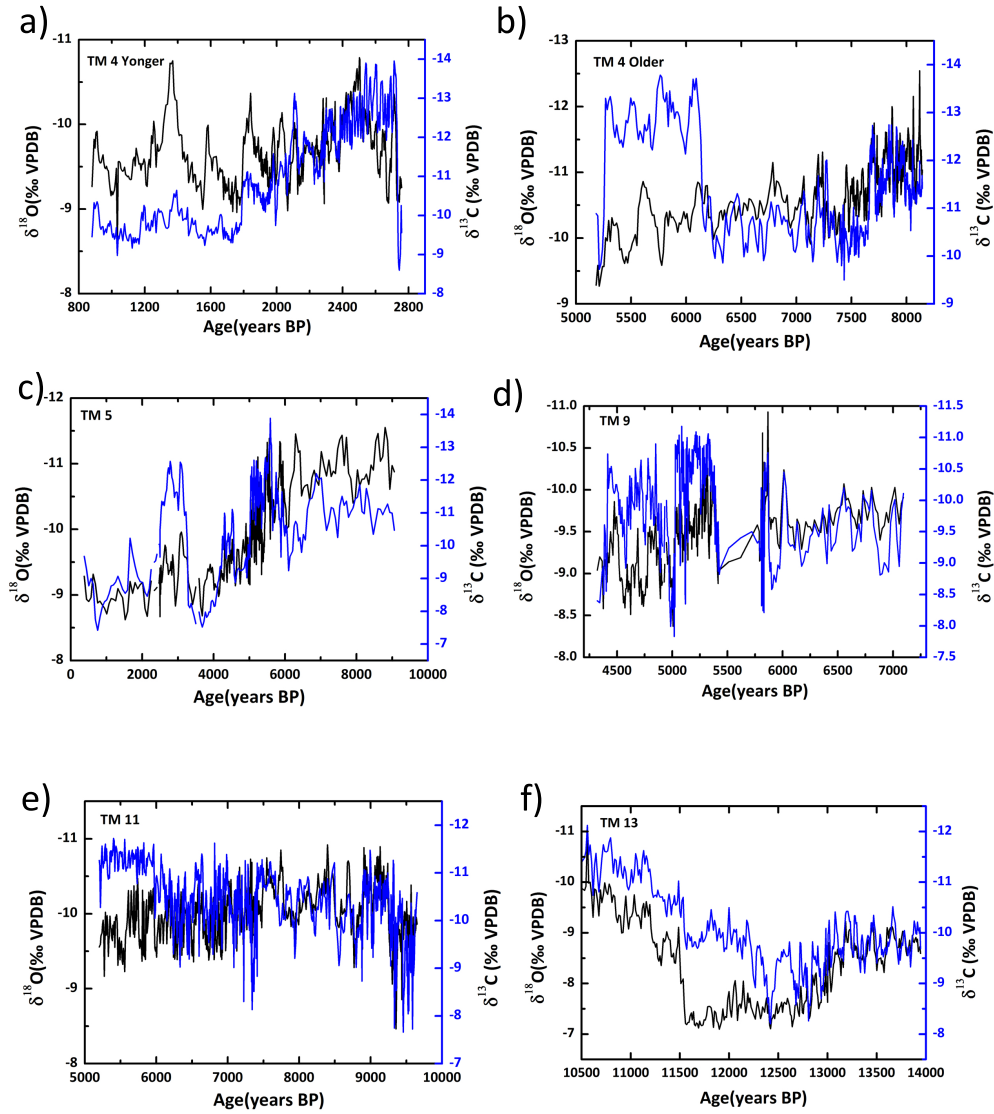 a)
TM 4 Yonger
-11
-10
-9
-8
-14
-13
-12
-11
-10
-9
-8
δ18O(‰ VPDB)
δ13C (‰ VPDB)
800 1200 1600 2000 2400 2800
Age(years BP)
b)
TM 4 Older
-13
-12
-11
-10
-9
-14
-13
-12
-11
-10
-9
δ18O(‰ VPDB)
δ13C (‰ VPDB)
5000 5500 6000 6500 7000 7500 8000
Age(years BP)
c)
TM 5
-12
-11
-10
-9
-8
-14
-13
-12
-11
-10
-9
-8
-7
-6
δ18O(‰ VPDB)
δ13C (‰ VPDB)
0 2000 4000 6000 8000 10000
Age(years BP)
d)
TM 9
-11.0
-10.5
-10.0
-9.5
-9.0
-8.5
-8.0
-11.5
-11.0
-10.5
-10.0
-9.5
-9.0
-8.5
-8.0
-7.5
δ18O(‰ VPDB)
δ13C (‰ VPDB)
4500 5000 5500 6000 6500 7000
Age(years BP)
e)
TM 11
-11
-10
-9
-8
-12
-11
-10
-9
-8
-7
δ18O(‰ VPDB)
δ13C (‰ VPDB)
5000 6000 7000 8000 9000 10000
Age(years BP)
f)
TM 13
-11
-10
-9
-8
-7
-12
-11
-10
-9
-8
δ18O(‰ VPDB)
δ13C (‰ VPDB)
10500 11000 11500 12000 12500 13000 13500 14000
Age(years BP)